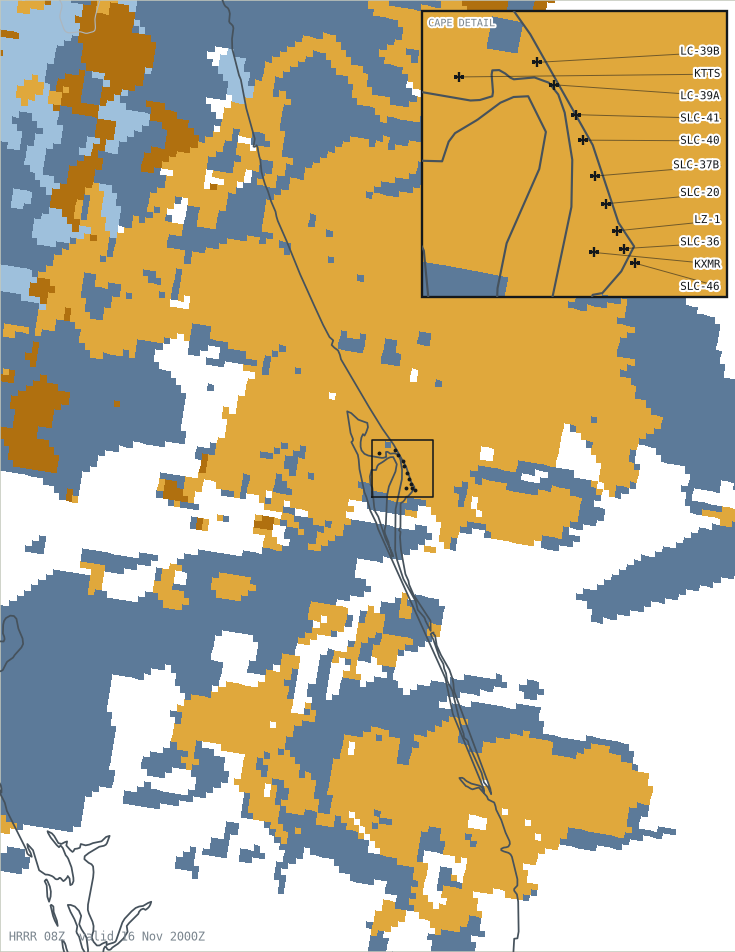 CAPE DETAIL
LC-39B
KTTS
LC-39A
SLC-41
SLC-40
SLC-37B
SLC-20
LZ-1
SLC-36
KXMR
SLC-46
HRRR 08Z valid 16 Nov 2000Z